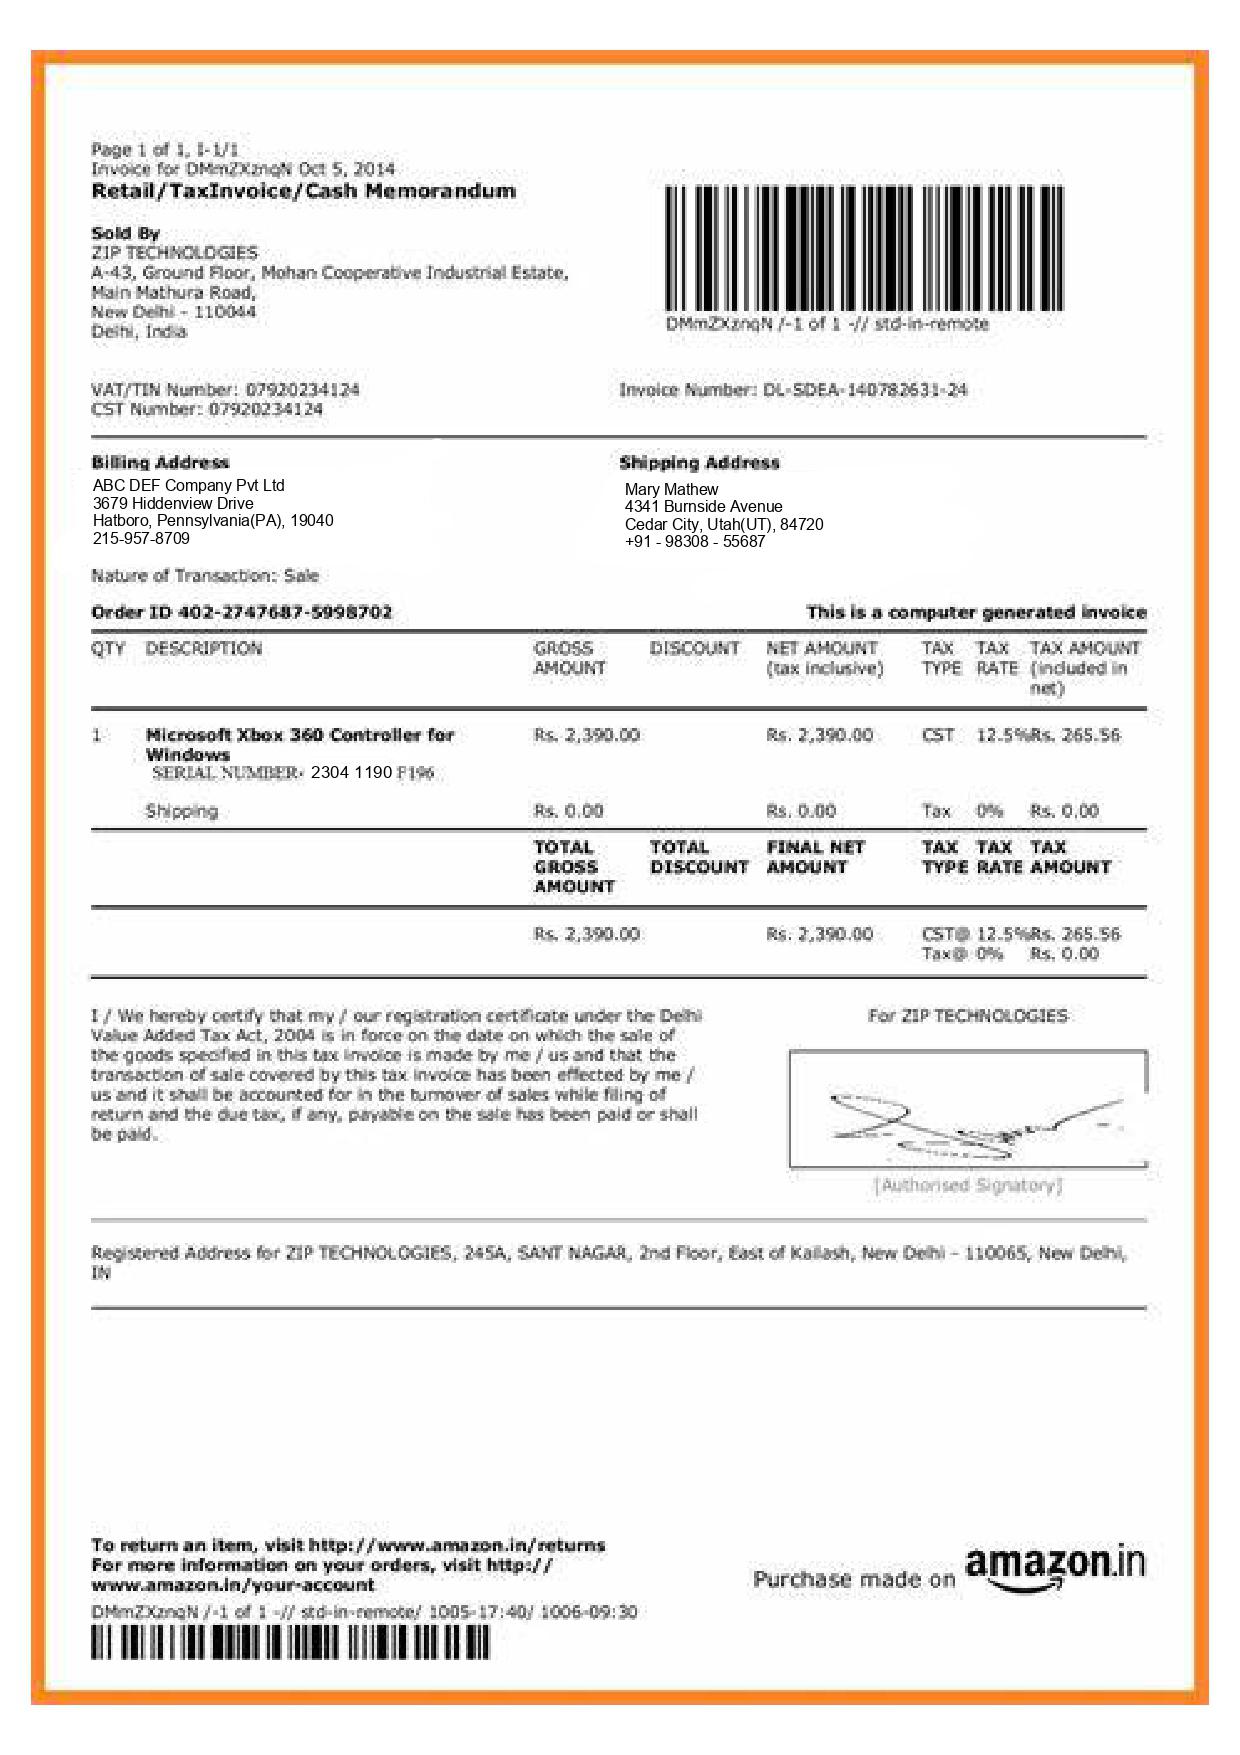 Page 1 of 1, I-1/1
Invoice for DMmZXznqN Oct 5, 2014
Retail/TaxInvoice/Cash Memorandum
Sold By
ZIP TECHNOLOGIES
A-43, Ground Floor, Mohan Cooperative Industrial Estate,
Main Mathura Road,
New Delhi - 110044
Delhi, India
DMmZXznqN /-1 of 1 -// std-in-remote
VAT/TIN Number: 07920234124
CST Number: 07920234124
Invoice Number: DL-SDEA-140782631-24
Billing Address
ABC DEF Company Pvt Ltd
3679 Hiddenview Drive
Hatboro, Pennsylvania(PA), 19040
215-957-8709
Shipping Address
Mary Mathew
4341 Burnside Avenue
Cedar City, Utah(UT), 84720
+91 - 98308 - 55687
Nature of Transaction: Sale
Order ID 402-2747687-5998702 This is a computer generated invoice
QTY DESCRIPTION GROSS AMOUNT DISCOUNT NET AMOUNT (tax inclusive) TAX TYPE TAX RATE TAX AMOUNT (included in net)
1 Microsoft Xbox 360 Controller for Rs. 2,390.00 Rs. 2,390.00 CST 12.5% Rs. 265.56
Windows
SERIAL NUMBER- 2304 1190 F196
Shipping Rs. 0.00 Rs. 0.00 Tax 0% Rs. 0.00
TOTAL GROSS AMOUNT TOTAL DISCOUNT FINAL NET AMOUNT TAX TYPE TAX RATE TAX AMOUNT
Rs. 2,390.00 Rs. 2,390.00 CST@ 12.5% Rs. 265.56
Tax@ 0% Rs. 0.00
I / We hereby certify that my / our registration certificate under the Delhi
Value Added Tax Act, 2004 is in force on the date on which the sale of
the goods specified in this tax invoice is made by me / us and that the
transaction of sale covered by this tax invoice has been effected by me /
us and it shall be accounted for in the turnover of sales while filing of
return and the due tax, if any, payable on the sale has been paid or shall
be paid.
For ZIP TECHNOLOGIES
[Authorised Signatory]
Registered Address for ZIP TECHNOLOGIES, 245A, SANT NAGAR, 2nd Floor, East of Kailash, New Delhi - 110065, New Delhi,
IN
To return an item, visit http://www.amazon.in/returns
For more information on your orders, visit http://
www.amazon.in/your-account
Purchase made on amazon.in
DMmZXznqN /-1 of 1 -// std-in-remote/ 1005-17:40/ 1006-09:30